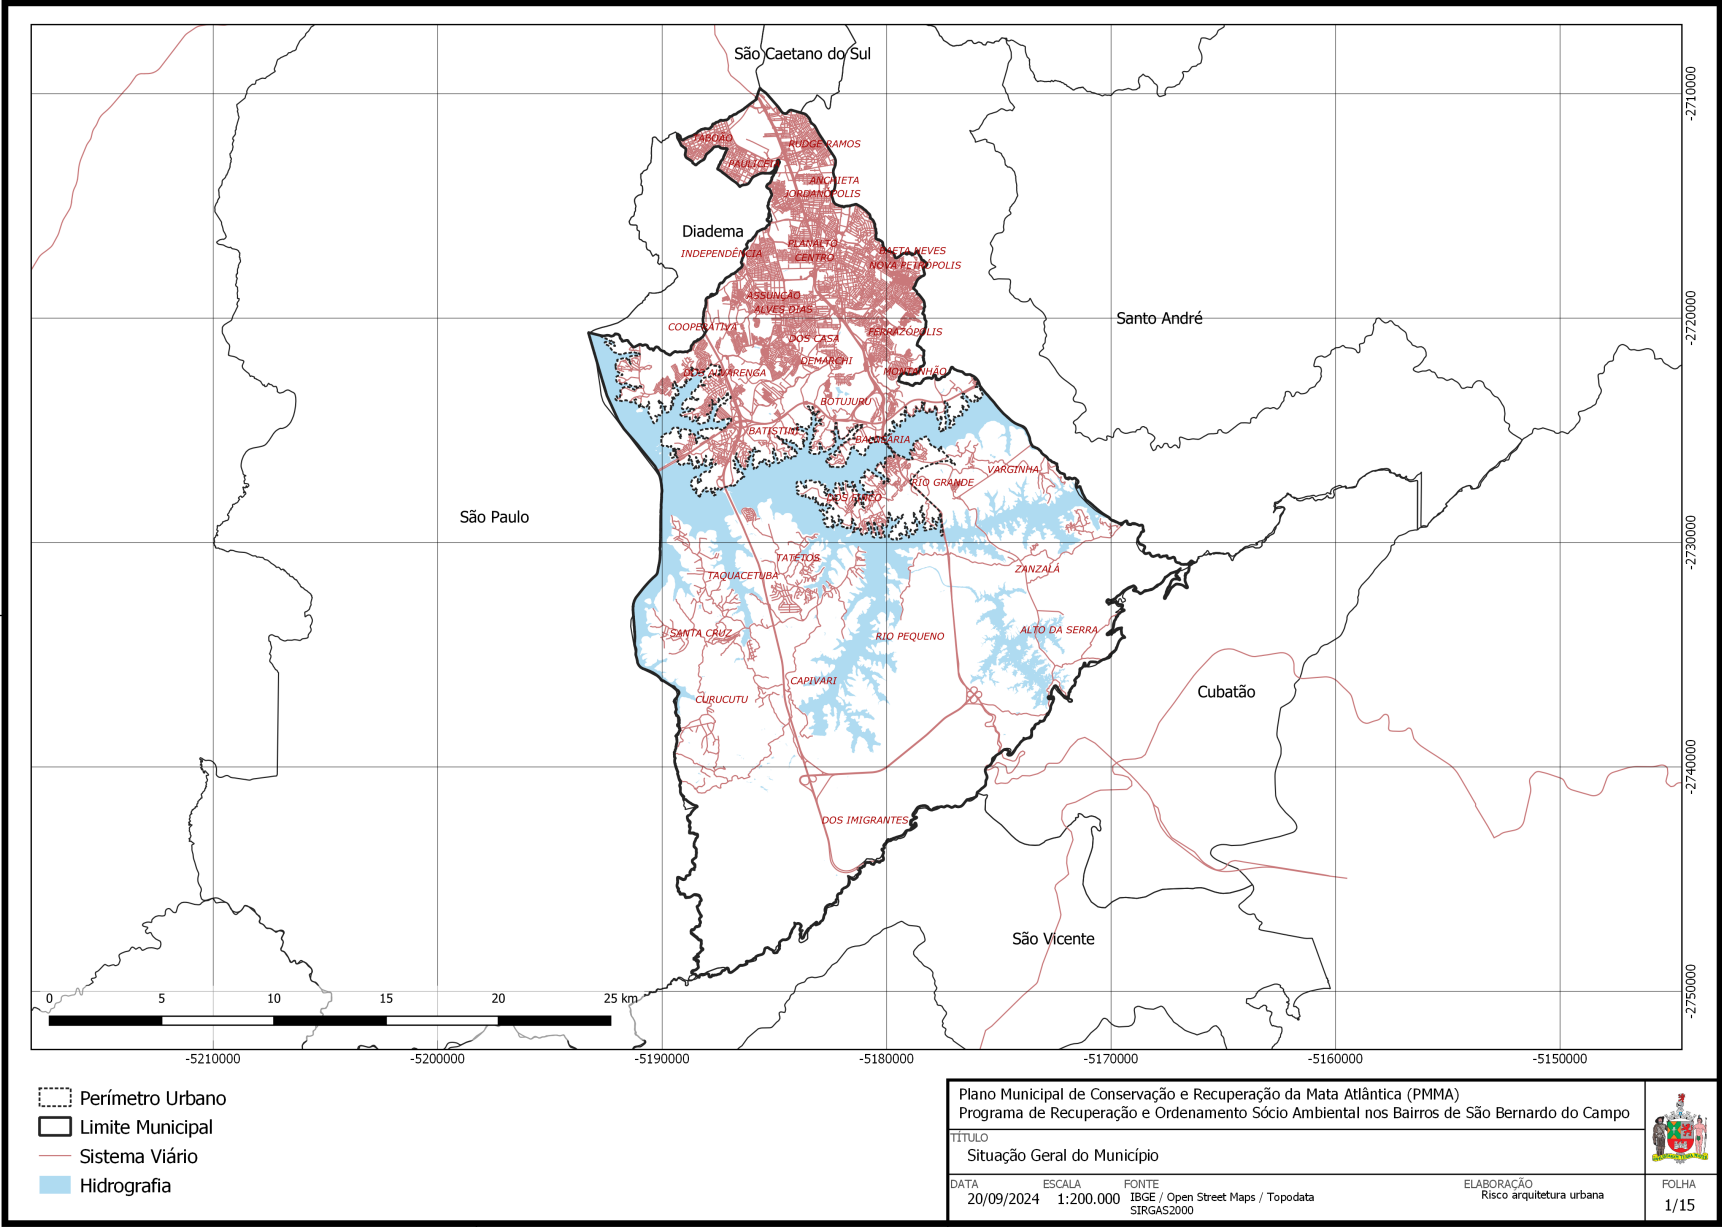 São Caetano do Sul
-2710000
TABOÃO
RUDGE RAMOS
PAULICEIA
ANCHIETA
JORDANÓPOLIS
Diadema
PLANALTO
INDEPENDÊNCIA
BAETA NEVES
CENTRO
NOVA PETRÓPOLIS
ASSUNÇÃO
ALVES DIAS
Santo André
-2720000
COOPERATIVA
FERRAZÓPOLIS
DOS CASA
DEMARCHI
DOS ALVARENGA
MONTANHÃO
BOTUJURU
BATISTINI
BALNEÁRIA
VARGINHA
RIO GRANDE
DOS FINCO
São Paulo
-2730000
TATETOS
ZANZALÁ
TAQUACETUBA
ALTO DA SERRA
SANTA CRUZ
RIO PEQUENO
CAPIVARI
Cubatão
CURUCUTU
-2740000
DOS IMIGRANTES
São Vicente
-2750000
0 5 10 15 20 25 km
-5210000 -5200000 -5190000 -5180000 -5170000 -5160000 -5150000
Perímetro Urbano
Limite Municipal
Sistema Viário
Hidrografia
Plano Municipal de Conservação e Recuperação da Mata Atlântica (PMMA)
Programa de Recuperação e Ordenamento Sócio Ambiental nos Bairros de São Bernardo do Campo
TÍTULO
Situação Geral do Município
DATA ESCALA FONTE ELABORAÇÃO FOLHA
20/09/2024 1:200.000 IBGE / Open Street Maps / Topodata Risco arquitetura urbana 1/15
SIRGAS2000